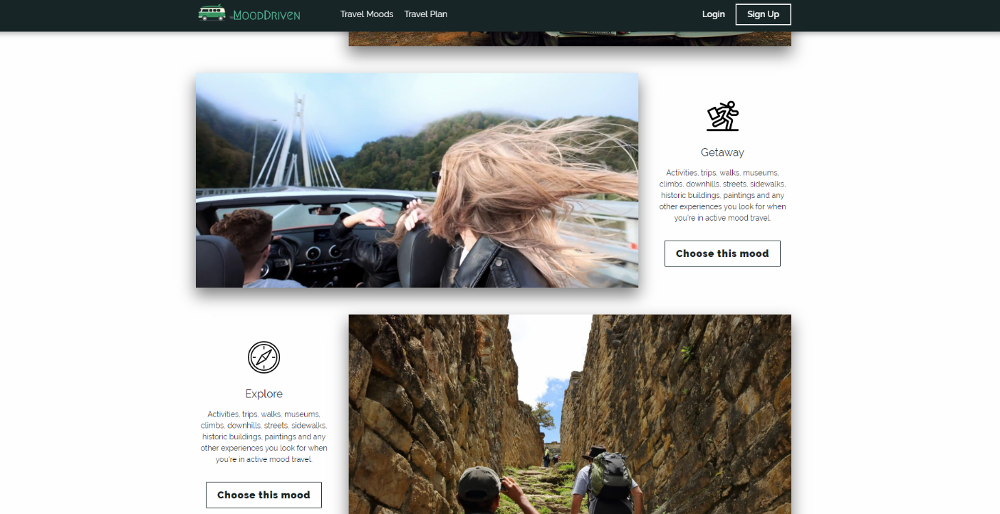 MOODDRIVEN
Travel Moods
Travel Plan
Login
Sign Up
Getaway
Activities, trips, walks, museums,
climbs, downhills, streets, sidewalks,
historic buildings, paintings and any
other experiences you look for when
you're in active mood travel.
Choose this mood
Explore
Activities, trips, walks, museums,
climbs, downhills, streets, sidewalks,
historic buildings, paintings and any
other experiences you look for when
you're in active mood travel.
Choose this mood